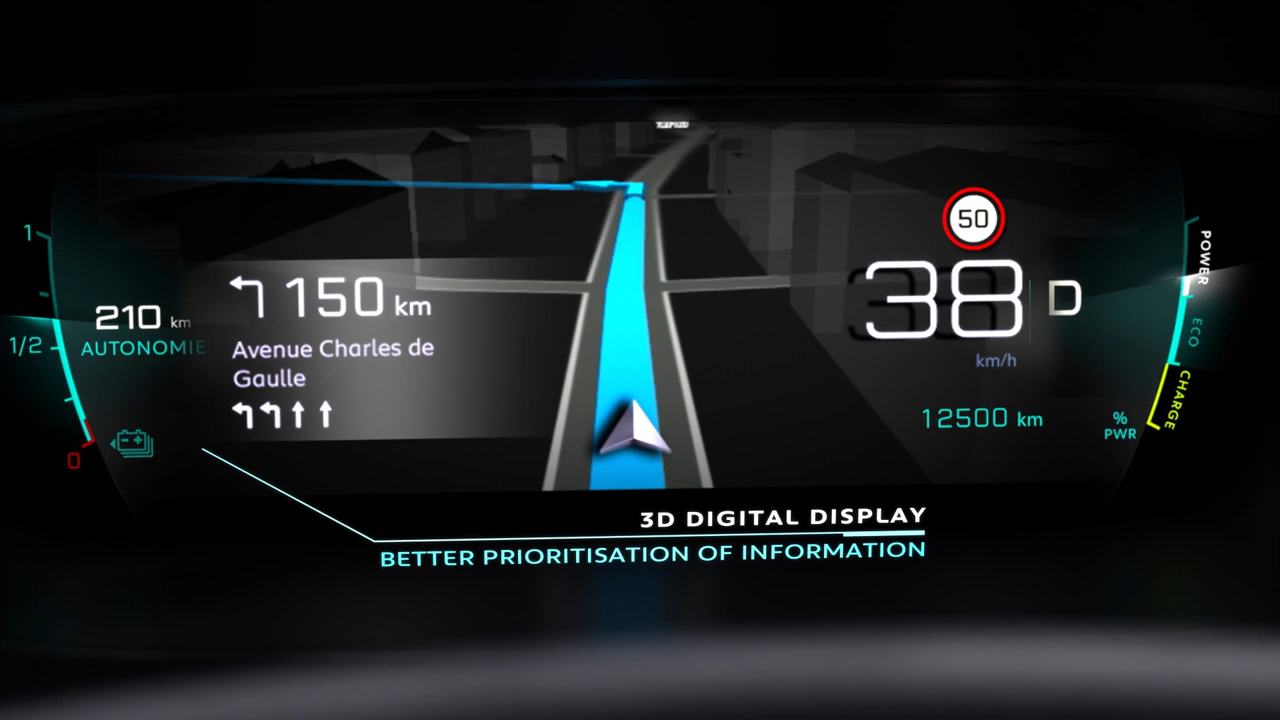 1
1/2
0
210 km
AUTONOMIE
150 km
Avenue Charles de
Gaulle
50
38 D
km/h
12500 km
%
PWR
POWER
ECO
CHARGE
3D DIGITAL DISPLAY
BETTER PRIORITISATION OF INFORMATION